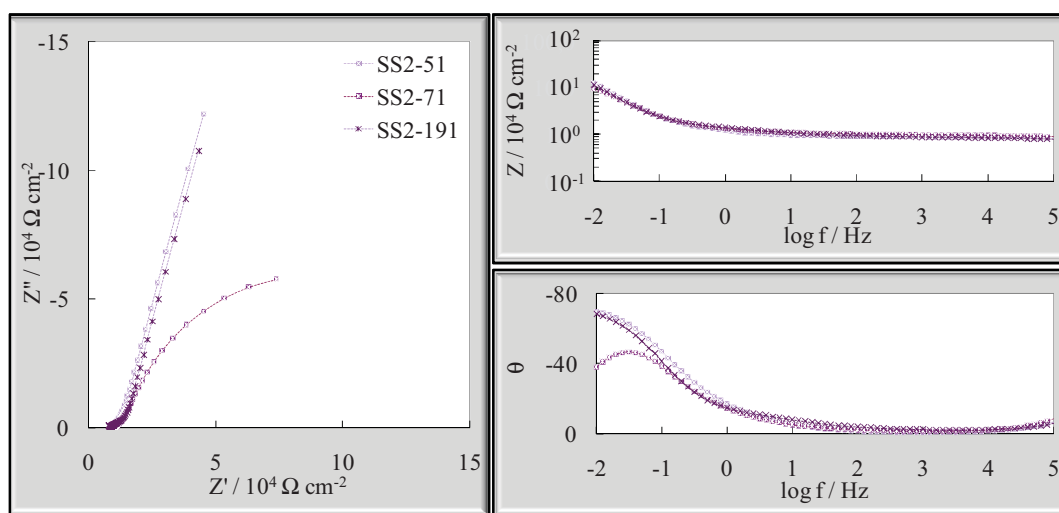 -15
-10
-5
0
0
5
10
15
Z'' / 10⁴ Ω cm⁻²
Z' / 10⁴ Ω cm⁻²
SS2-51
SS2-71
SS2-191
10²
10¹
10⁰
10⁻¹
Z / 10⁴ Ω cm⁻²
-2 -1 0 1 2 3 4 5
log f / Hz
-80
-40
0
θ
-2 -1 0 1 2 3 4 5
log f / Hz